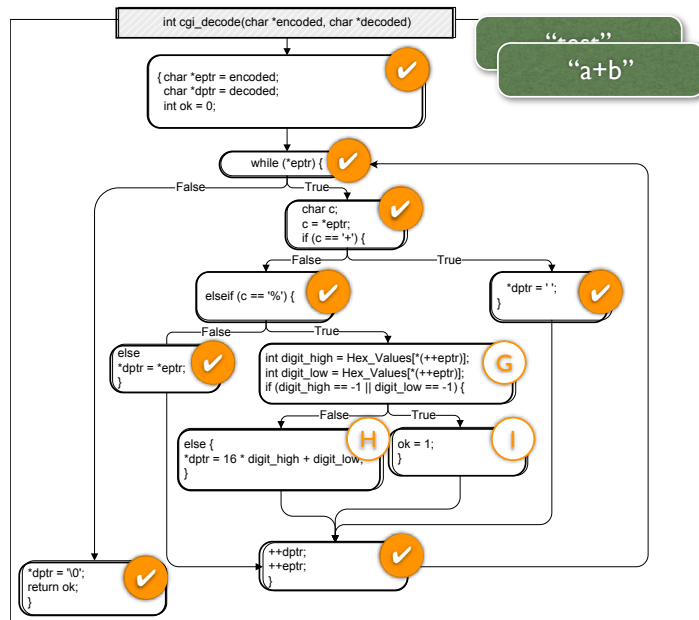 int cgi_decode(char *encoded, char *decoded)
“test”
“a+b”
{ char *eptr = encoded;
char *dptr = decoded;
int ok = 0;
✔
while (*eptr) {
✔
False
True
char c;
c = *eptr;
if (c == '+') {
✔
False
True
elseif (c == '%') {
✔
*dptr = ' ';
}
✔
False
True
else
*dptr = *eptr;
}
✔
int digit_high = Hex_Values[*(++eptr)];
int digit_low = Hex_Values[*(++eptr)];
if (digit_high == -1 || digit_low == -1) {
G
False
True
else {
*dptr = 16 * digit_high + digit_low;
}
H
ok = 1;
}
I
++dptr;
++eptr;
}
✔
*dptr = '\0';
return ok;
}
✔